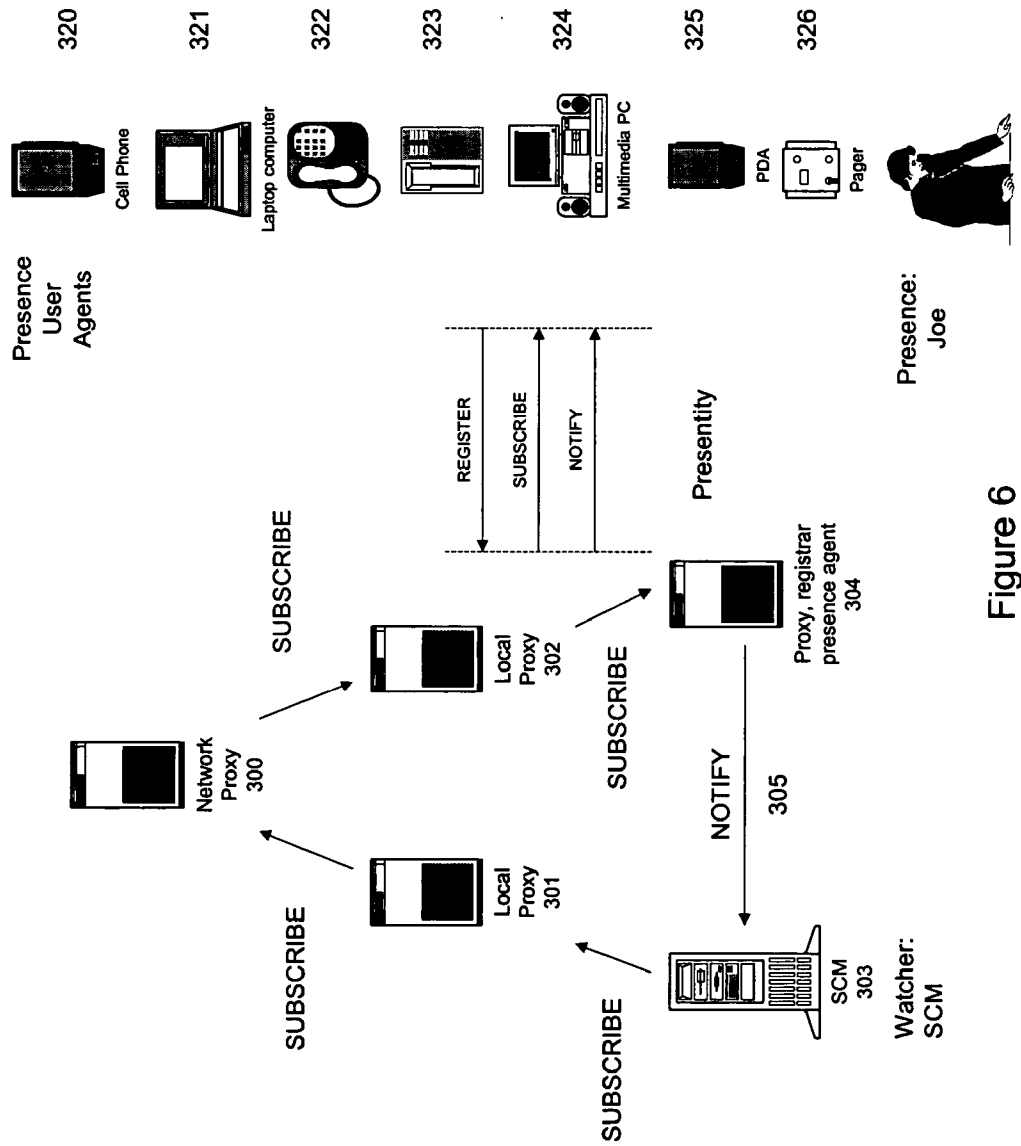 320
Cell Phone
Presence
User
Agents
321
Laptop computer
322
323
324
Multimedia PC
325
PDA
326
Pager
Presence:
Joe
REGISTER
SUBSCRIBE
NOTIFY
Presentity
Network
Proxy
300
SUBSCRIBE
SUBSCRIBE
Local
Proxy
301
Local
Proxy
302
SUBSCRIBE
SUBSCRIBE
Proxy, registrar
presence agent
304
NOTIFY
305
SCM
303
Watcher:
SCM
Figure 6